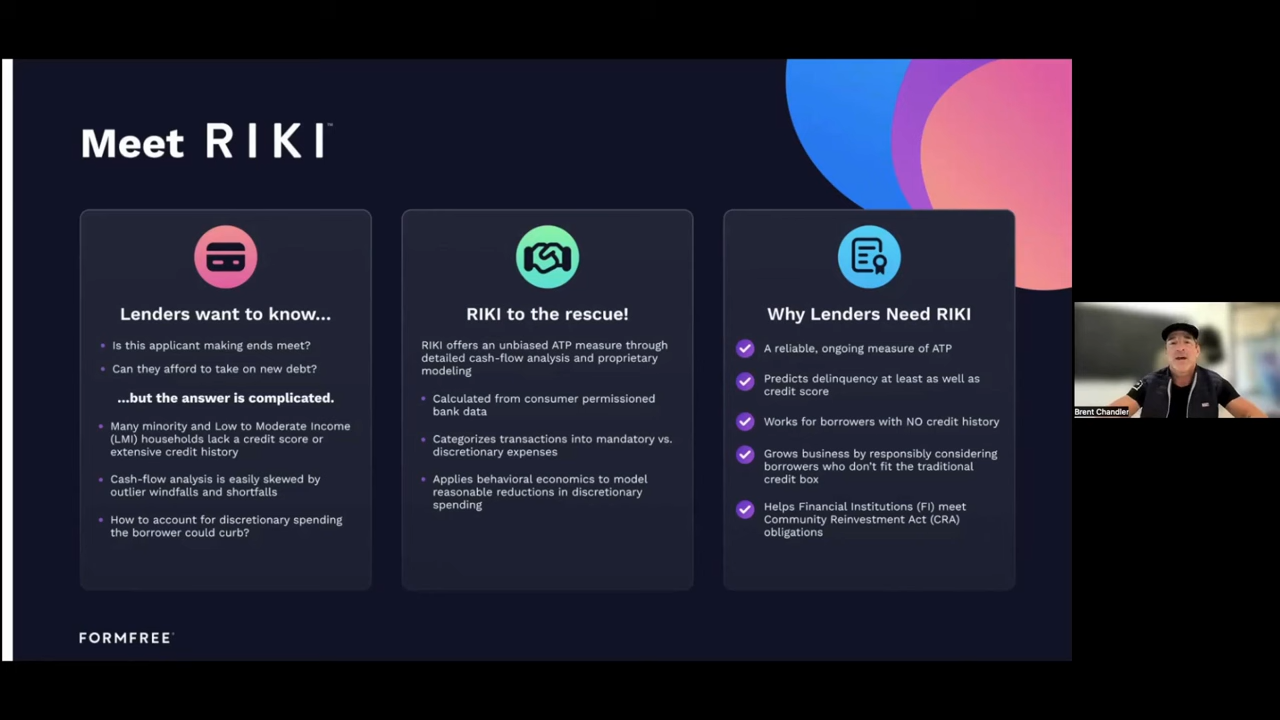 Meet RIKI™
Lenders want to know...
Is this applicant making ends meet?
Can they afford to take on new debt?
...but the answer is complicated.
Many minority and Low to Moderate Income
(LMI) households lack a credit score or
extensive credit history
Cash-flow analysis is easily skewed by
outlier windfalls and shortfalls
How to account for discretionary spending
the borrower could curb?
RIKI to the rescue!
RIKI offers an unbiased ATP measure through
detailed cash-flow analysis and proprietary
modeling
Calculated from consumer permissioned
bank data
Categorizes transactions into mandatory vs.
discretionary expenses
Applies behavioral economics to model
reasonable reductions in discretionary
spending
Why Lenders Need RIKI
A reliable, ongoing measure of ATP
Predicts delinquency at least as well as
credit score
Works for borrowers with NO credit history
Grows business by responsibly considering
borrowers who don't fit the traditional
credit box
Helps Financial Institutions (FI) meet
Community Reinvestment Act (CRA)
obligations
FORMFREE
Brent Chandler